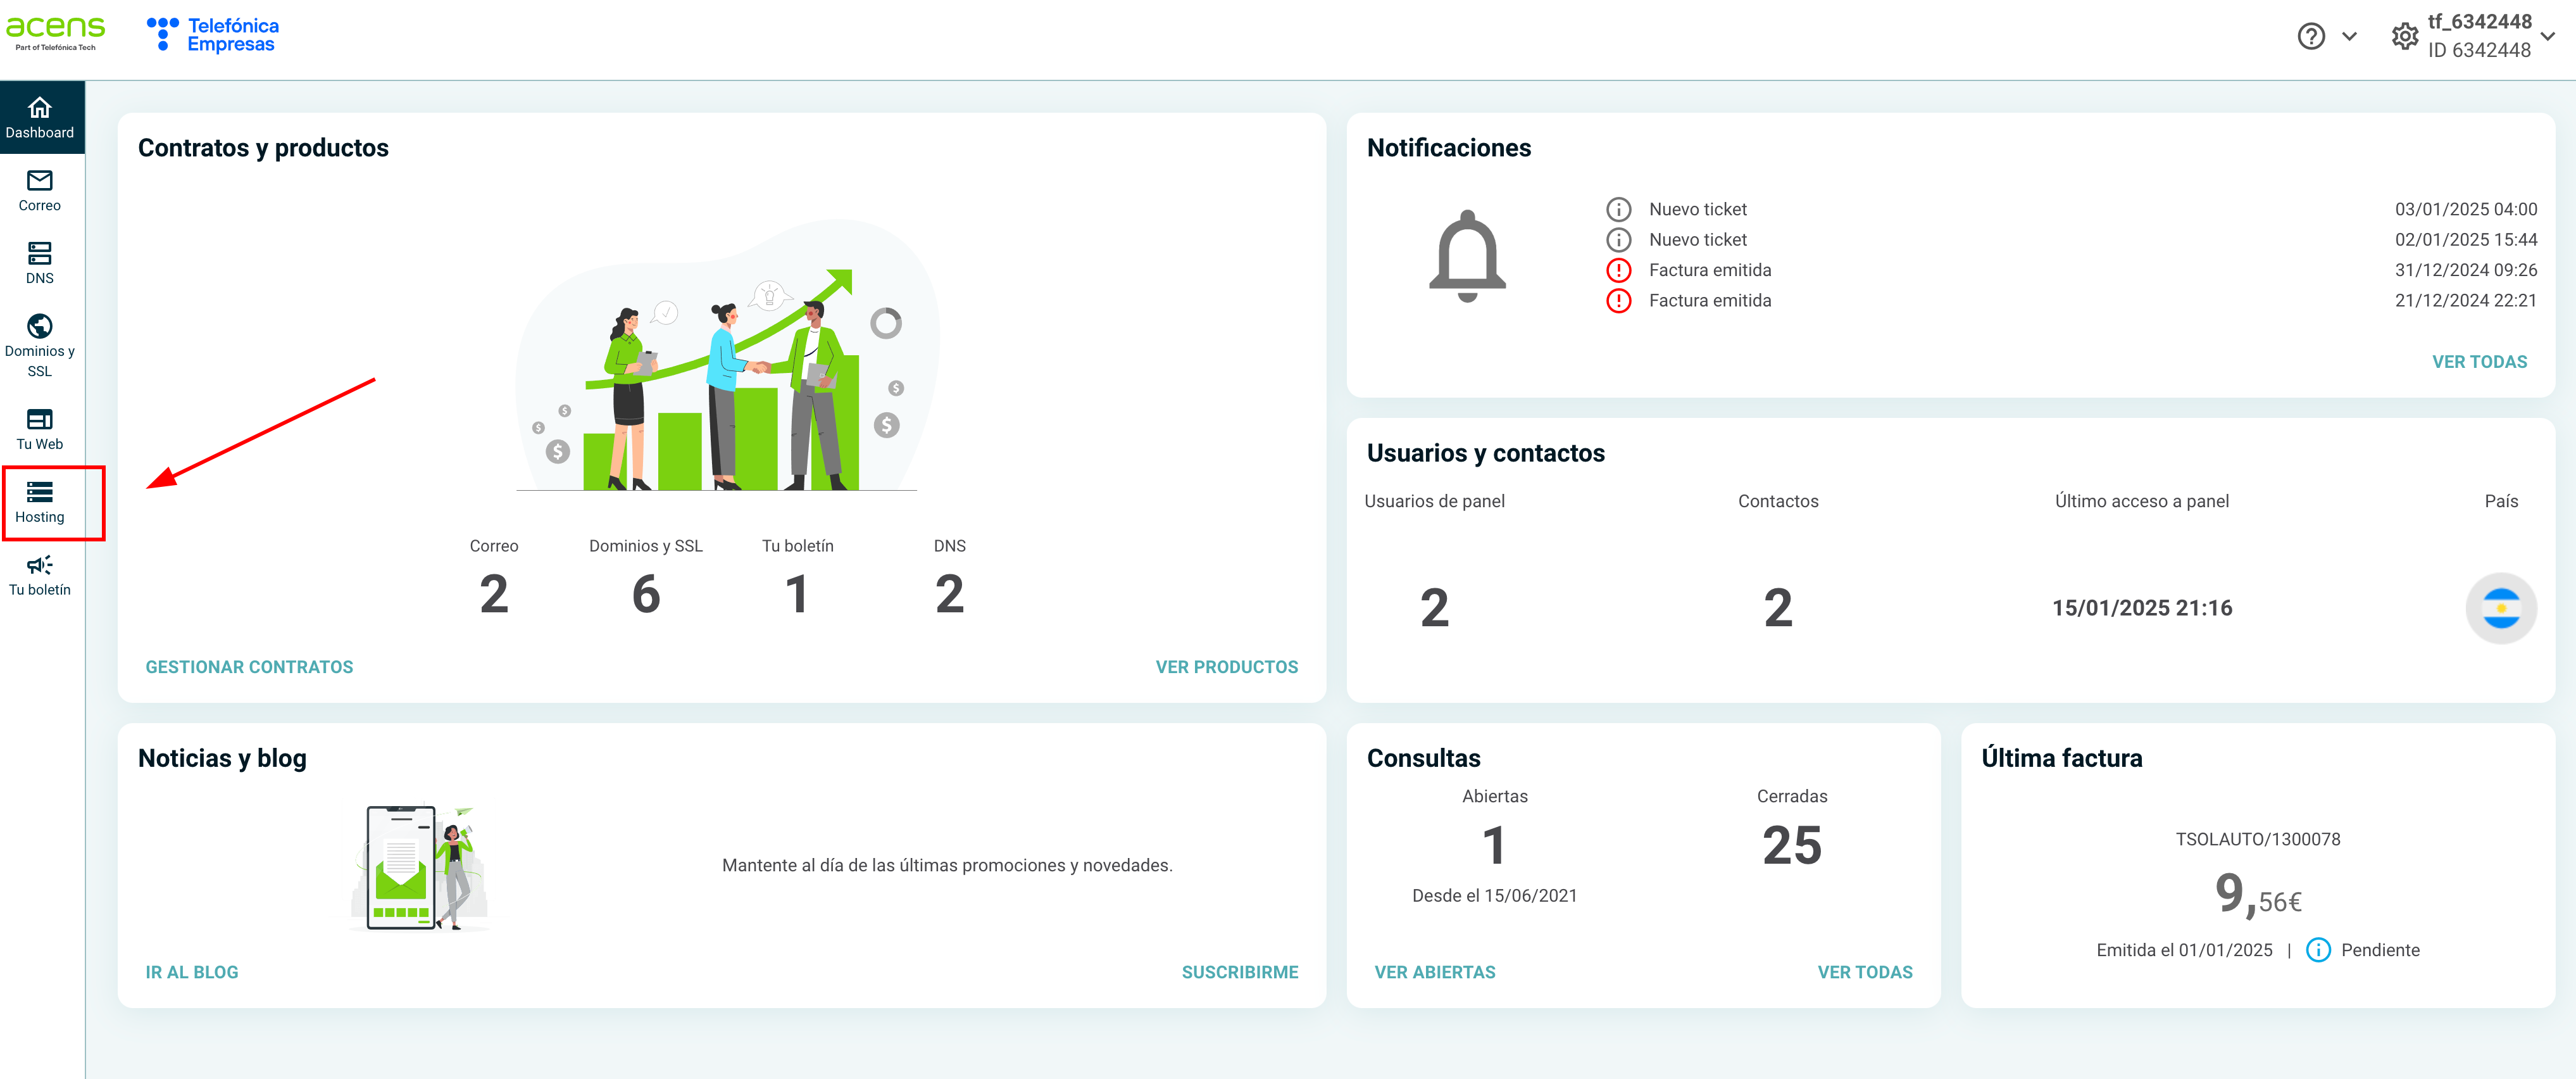 acens
Part of Telefónica Tech
Telefónica
Empresas
tf_6342448
ID 6342448
Dashboard
Correo
DNS
Dominios y
SSL
Tu Web
Hosting
Tu boletín
Contratos y productos
Correo
Dominios y SSL
Tu boletín
DNS
2
6
1
2
GESTIONAR CONTRATOS
VER PRODUCTOS
Notificaciones
Nuevo ticket
03/01/2025 04:00
Nuevo ticket
02/01/2025 15:44
Factura emitida
31/12/2024 09:26
Factura emitida
21/12/2024 22:21
VER TODAS
Usuarios y contactos
Usuarios de panel
Contactos
Último acceso a panel
País
2
2
15/01/2025 21:16
Noticias y blog
Mantente al día de las últimas promociones y novedades.
IR AL BLOG
SUSCRIBIRME
Consultas
Abiertas
Cerradas
1
25
Desde el 15/06/2021
VER ABIERTAS
VER TODAS
Última factura
TSOLAUTO/1300078
9,56€
Emitida el 01/01/2025 | Pendiente